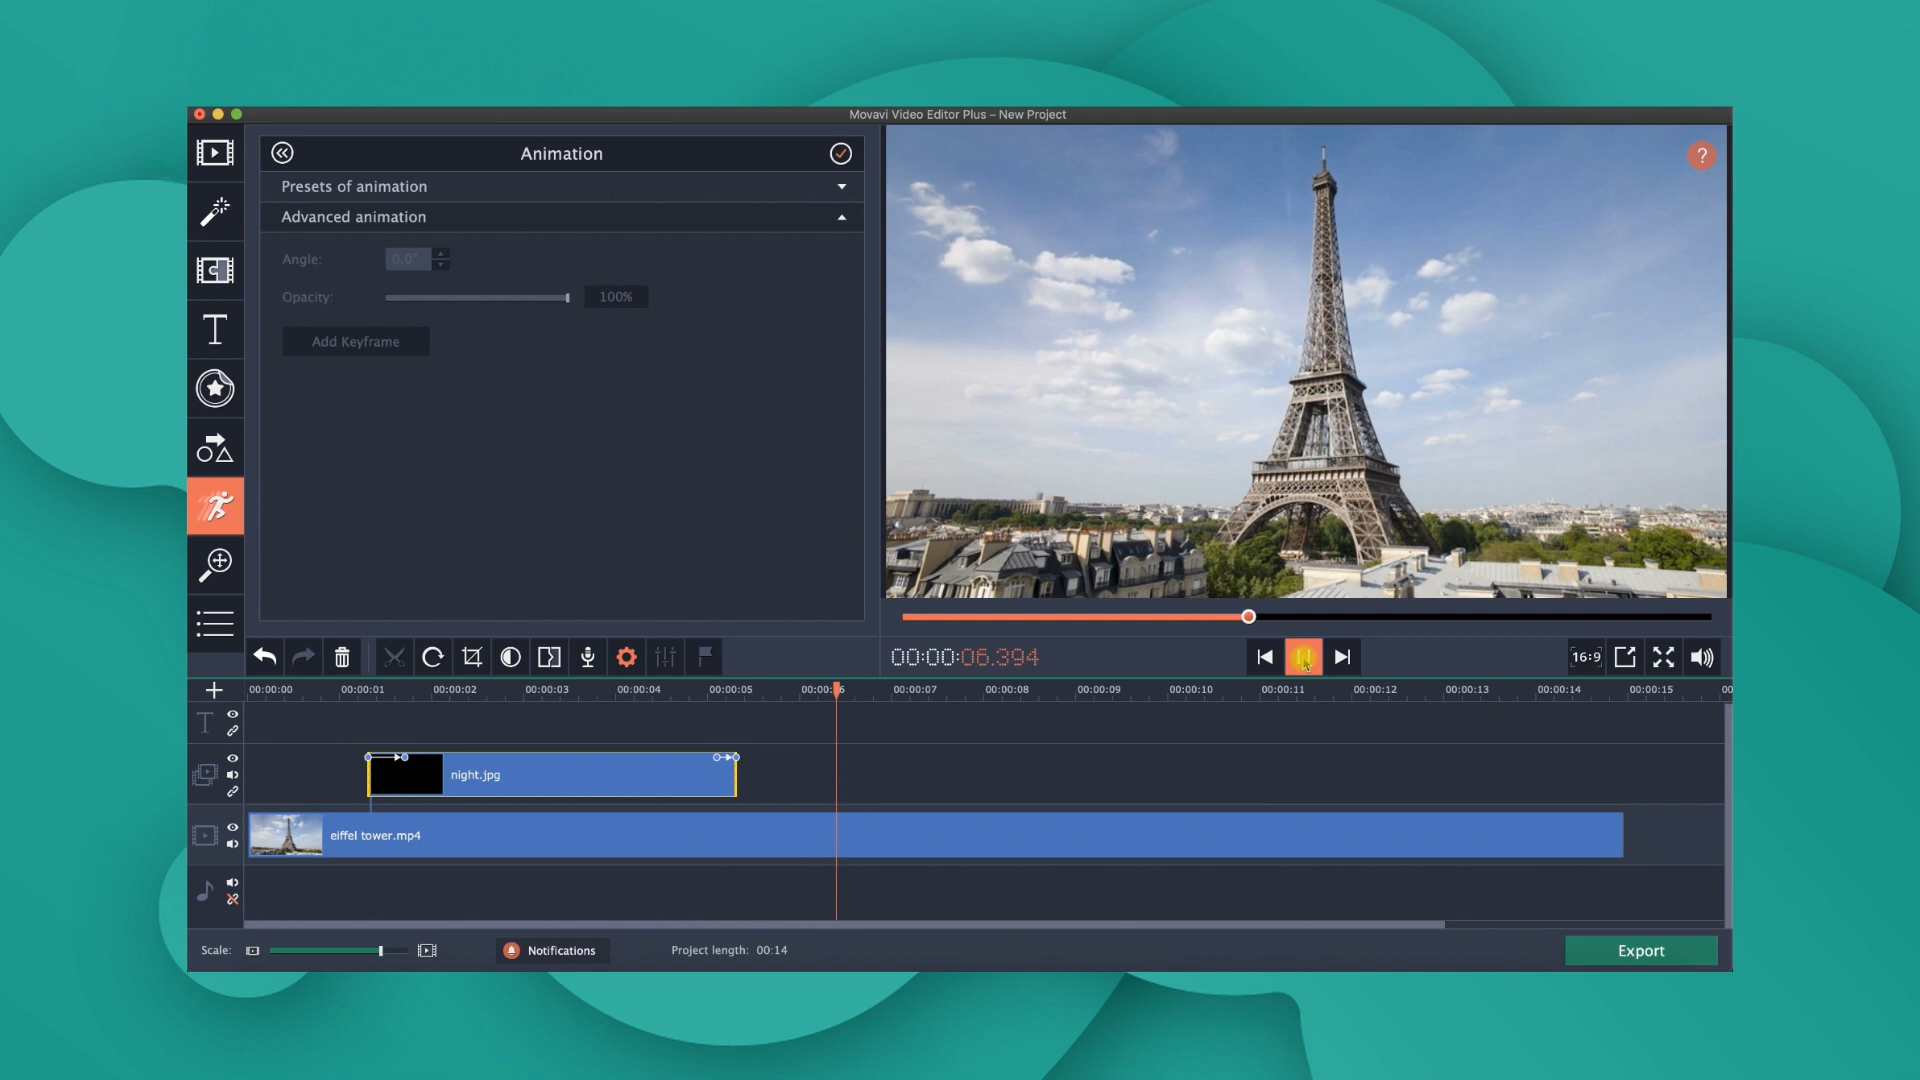 Movavi Video Editor Plus – New Project
Animation
Presets of animation
Advanced animation
Angle: 0.0°
Opacity: 100%
Add Keyframe
?
T
00:00:06.394
16:9
00:00:00 00:00:01 00:00:02 00:00:03 00:00:04 00:00:05 00:00:07 00:00:08 00:00:09 00:00:10 00:00:11 00:00:12 00:00:13 00:00:14 00:00:15 00
T
night.jpg
eiffel tower.mp4
Scale: Notifications Project length: 00:14 Export